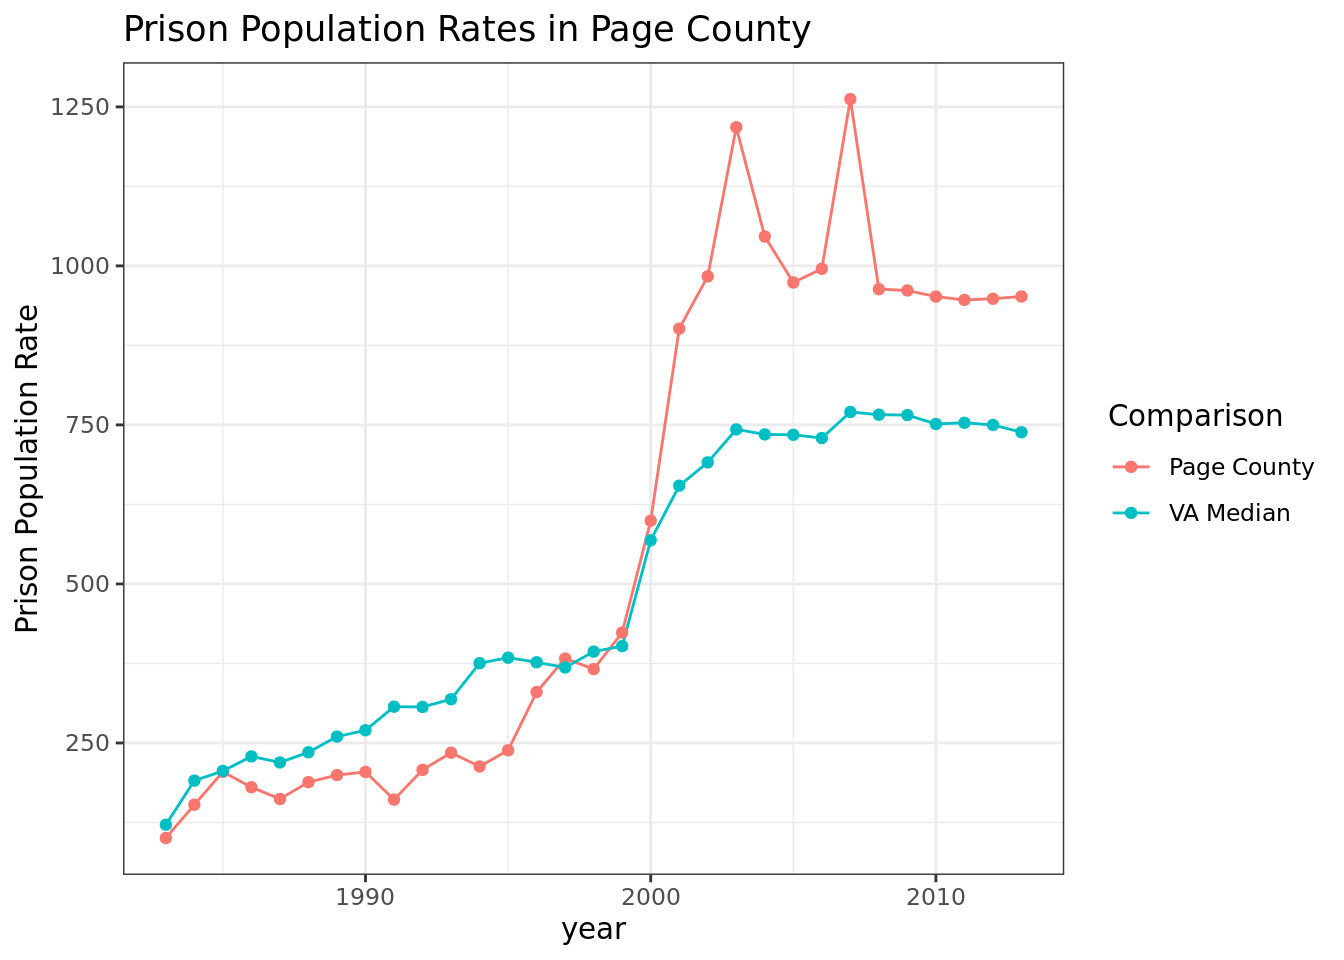 Prison Population Rates in Page County
1250
1000
750
500
250
Prison Population Rate
1990
2000
2010
year
Comparison
Page County
VA Median